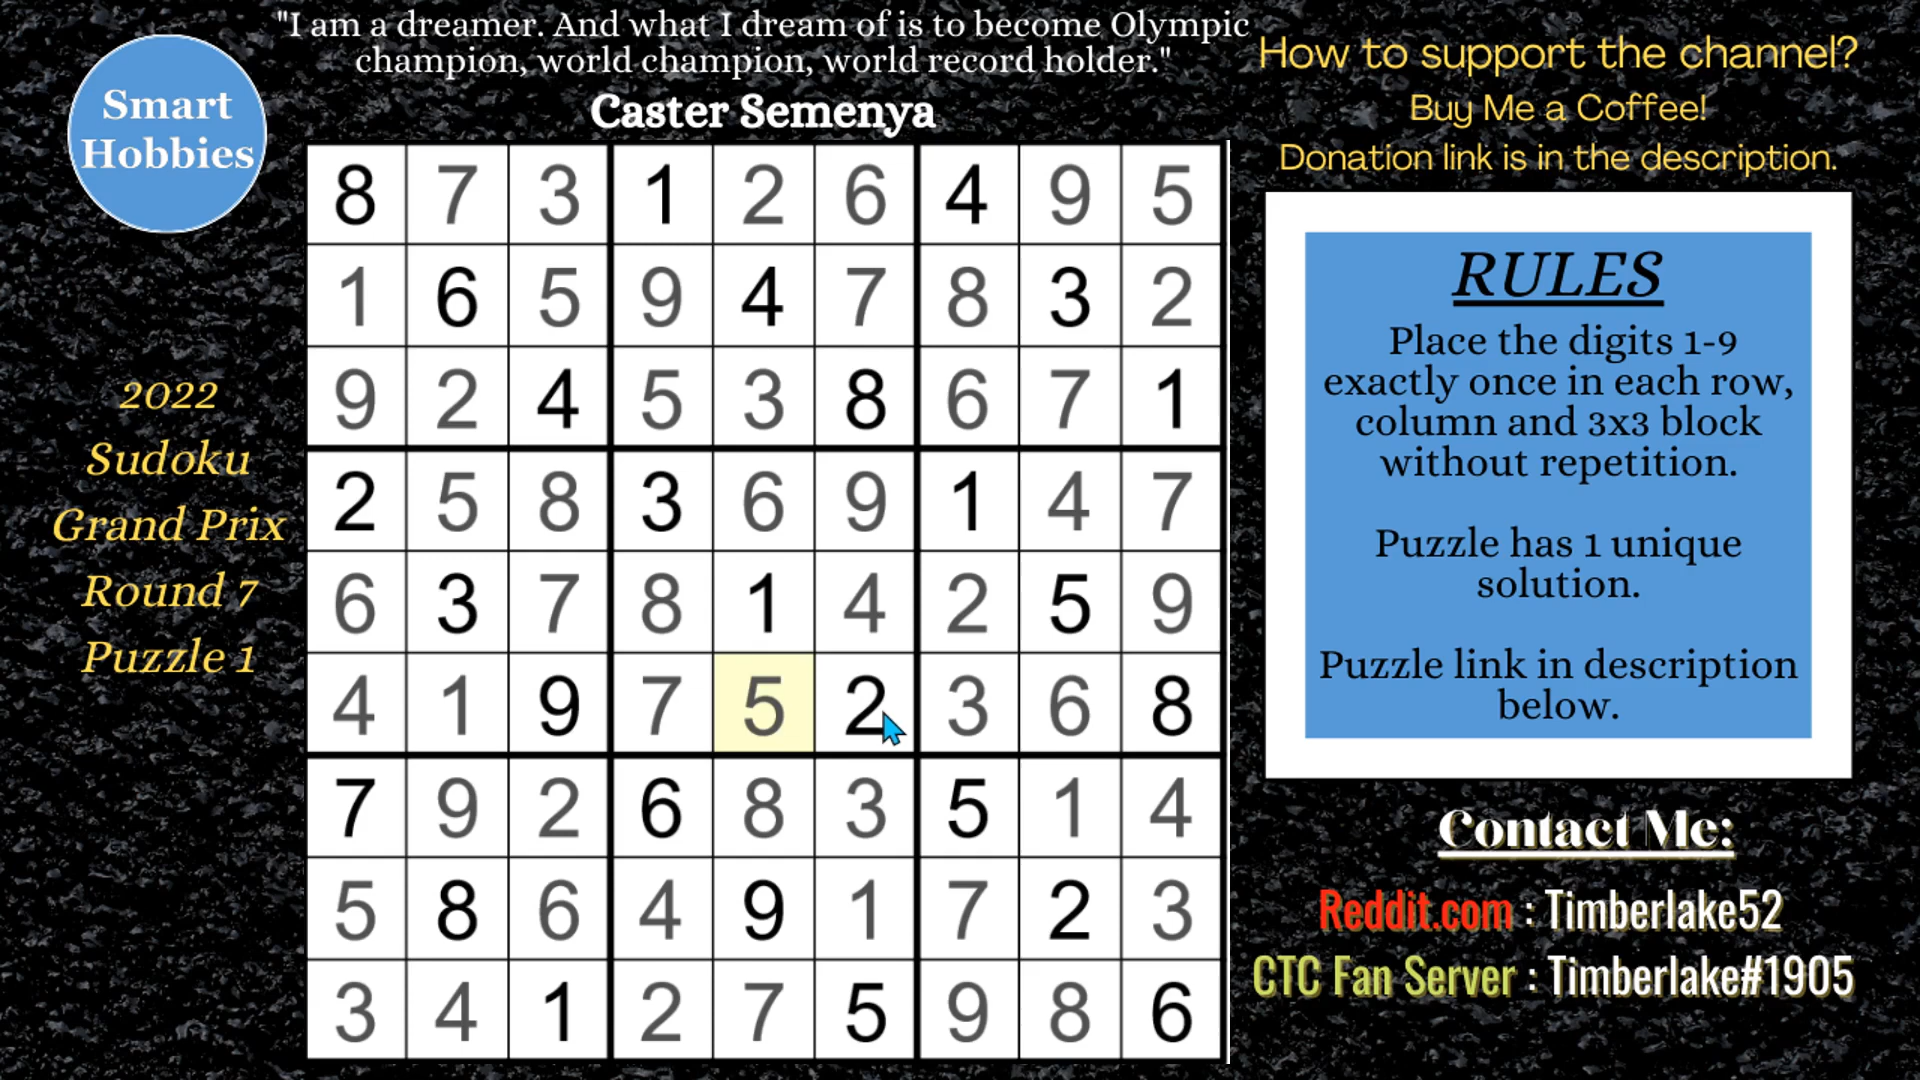 "I am a dreamer. And what I dream of is to become Olympic
champion, world champion, world record holder."
Caster Semenya
Smart
Hobbies
2022
Sudoku
Grand Prix
Round 7
Puzzle 1
8 7 3 1 2 6 4 9 5
1 6 5 9 4 7 8 3 2
9 2 4 5 3 8 6 7 1
2 5 8 3 6 9 1 4 7
6 3 7 8 1 4 2 5 9
4 1 9 7 5 2 3 6 8
7 9 2 6 8 3 5 1 4
5 8 6 4 9 1 7 2 3
3 4 1 2 7 5 9 8 6
How to support the channel?
Buy Me a Coffee!
Donation link is in the description.
RULES
Place the digits 1-9
exactly once in each row,
column and 3x3 block
without repetition.
Puzzle has 1 unique
solution.
Puzzle link in description
below.
Contact Me:
Reddit.com : Timberlake52
CTC Fan Server : Timberlake#1905